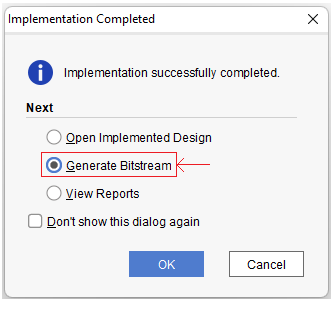 Implementation Completed
Implementation successfully completed.
Next
Open Implemented Design
Generate Bitstream
View Reports
Don't show this dialog again
OK
Cancel